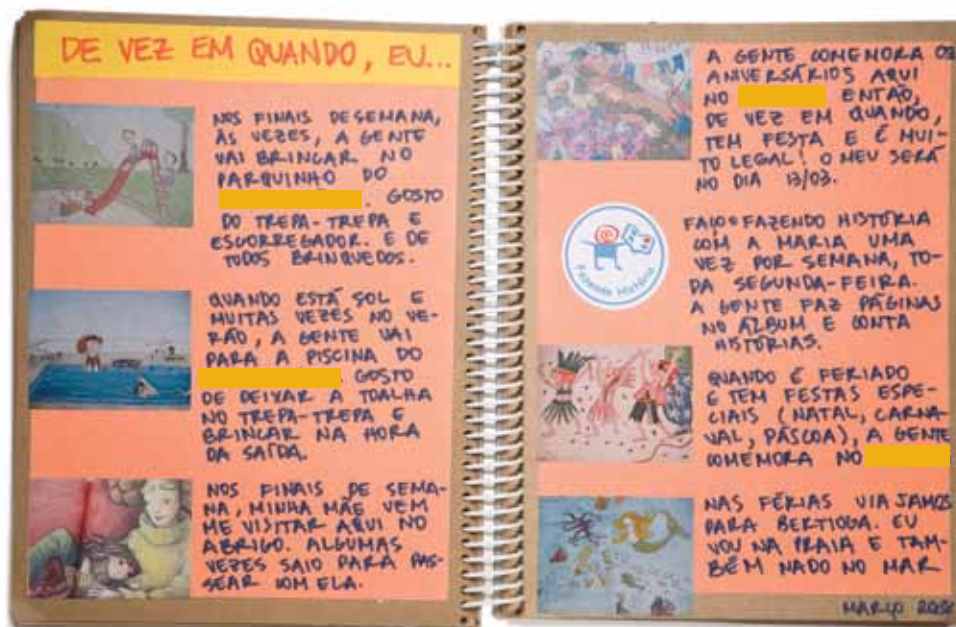 DE VEZ EM QUANDO, EU...
NOS FINAIS DE SEMANA,
ÀS VEZES, A GENTE
VAI BRINCAR NO
PARQUINHO DO
. GOSTO
DO TREPA-TREPA E
ESCORREGADOR. E DE
TODOS BRINQUEDOS.
QUANDO ESTÁ SOL E
MUITAS VEZES NO VE-
RÃO, A GENTE VAI
PARA A PISCINA DO
. GOSTO
DE DEIXAR A TOALHA
NO TREPA-TREPA E
BRINCAR NA HORA
DA SAÍDA.
NOS FINAIS DE SEMA-
NA, MINHA MÃE VEM
ME VISITAR AQUI NO
ABRIGO. ALGUMAS
VEZES SAIO PARA PAS-
SEAR COM ELA.
A GENTE COMEMORA OS
ANIVERSÁRIOS AQUI
NO ENTÃO,
DE VEZ EM QUANDO,
TEM FESTA E É MUI-
TO LEGAL! O MEU SERÁ
NO DIA 13/03.
FAÇO O FAZENDO HISTÓRIA
COM A MARIA UMA
VEZ POR SEMANA, TO-
DA SEGUNDA-FEIRA.
A GENTE FAZ PÁGINAS
NO ÁLBUM E CONTA
HISTÓRIAS.
Fazendo História
QUANDO É FERIADO
E TEM FESTAS ESPE-
CIAIS (NATAL, CARNA-
VAL, PÁSCOA), A GENTE
COMEMORA NO
NAS FÉRIAS VIAJAMOS
PARA BERTIOGA. EU
VOU NA PRAIA E TAM-
BÉM NADO NO MAR
MARÇO